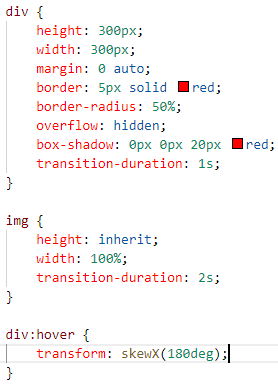 div {
    height: 300px;
    width: 300px;
    margin: 0 auto;
    border: 5px solid red;
    border-radius: 50%;
    overflow: hidden;
    box-shadow: 0px 0px 20px red;
    transition-duration: 1s;
}

img {
    height: inherit;
    width: 100%;
    transition-duration: 2s;
}

div:hover {
    transform: skewX(180deg);
}